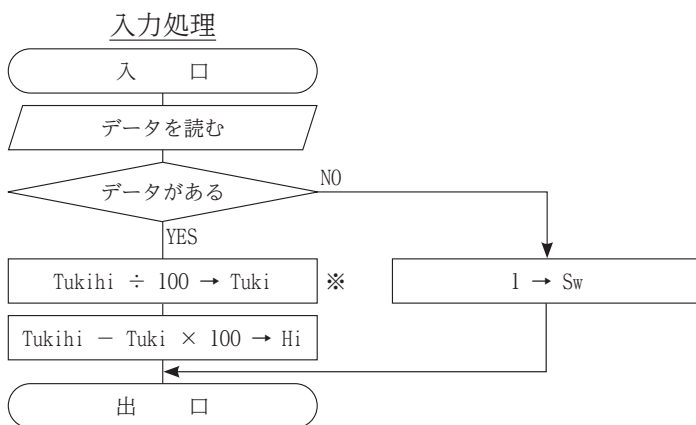 入力処理
入　　口
データを読む
データがある
NO
YES
Tukihi ÷ 100 → Tuki
※
1 → Sw
Tukihi － Tuki × 100 → Hi
出　　口